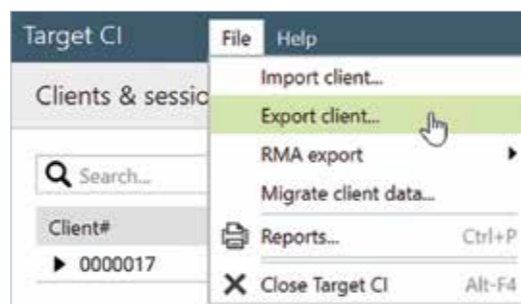 Target CI
File Help
Clients & sessio
Import client...
Export client...
Search...
RMA export
Migrate client data...
Client#
Reports... Ctrl+P
0000017
Close Target CI Alt-F4